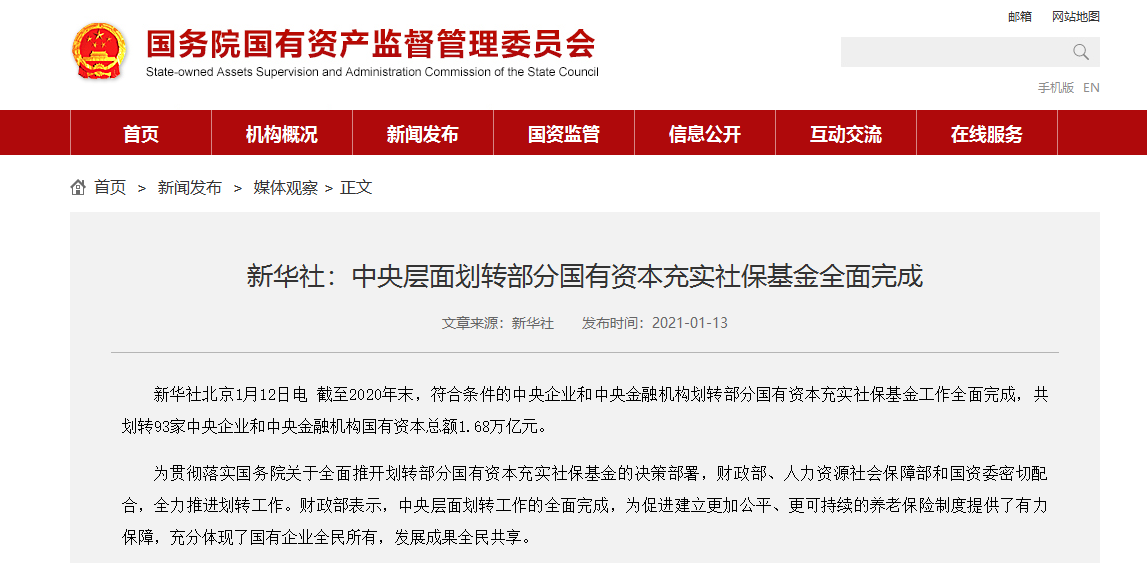 邮箱 网站地图
国务院国有资产监督管理委员会
State-owned Assets Supervision and Administration Commission of the State Council
手机版 EN
首页 机构概况 新闻发布 国资监管 信息公开 互动交流 在线服务
首页 > 新闻发布 > 媒体观察 > 正文
新华社：中央层面划转部分国有资本充实社保基金全面完成
文章来源：新华社 发布时间：2021-01-13
新华社北京1月12日电 截至2020年末，符合条件的中央企业和中央金融机构划转部分国有资本充实社保基金工作全面完成，共
划转93家中央企业和中央金融机构国有资本总额1.68万亿元。
为贯彻落实国务院关于全面推开划转部分国有资本充实社保基金的决策部署，财政部、人力资源社会保障部和国资委密切配
合，全力推进划转工作。财政部表示，中央层面划转工作的全面完成，为促进建立更加公平、更可持续的养老保险制度提供了有力
保障，充分体现了国有企业全民所有，发展成果全民共享。